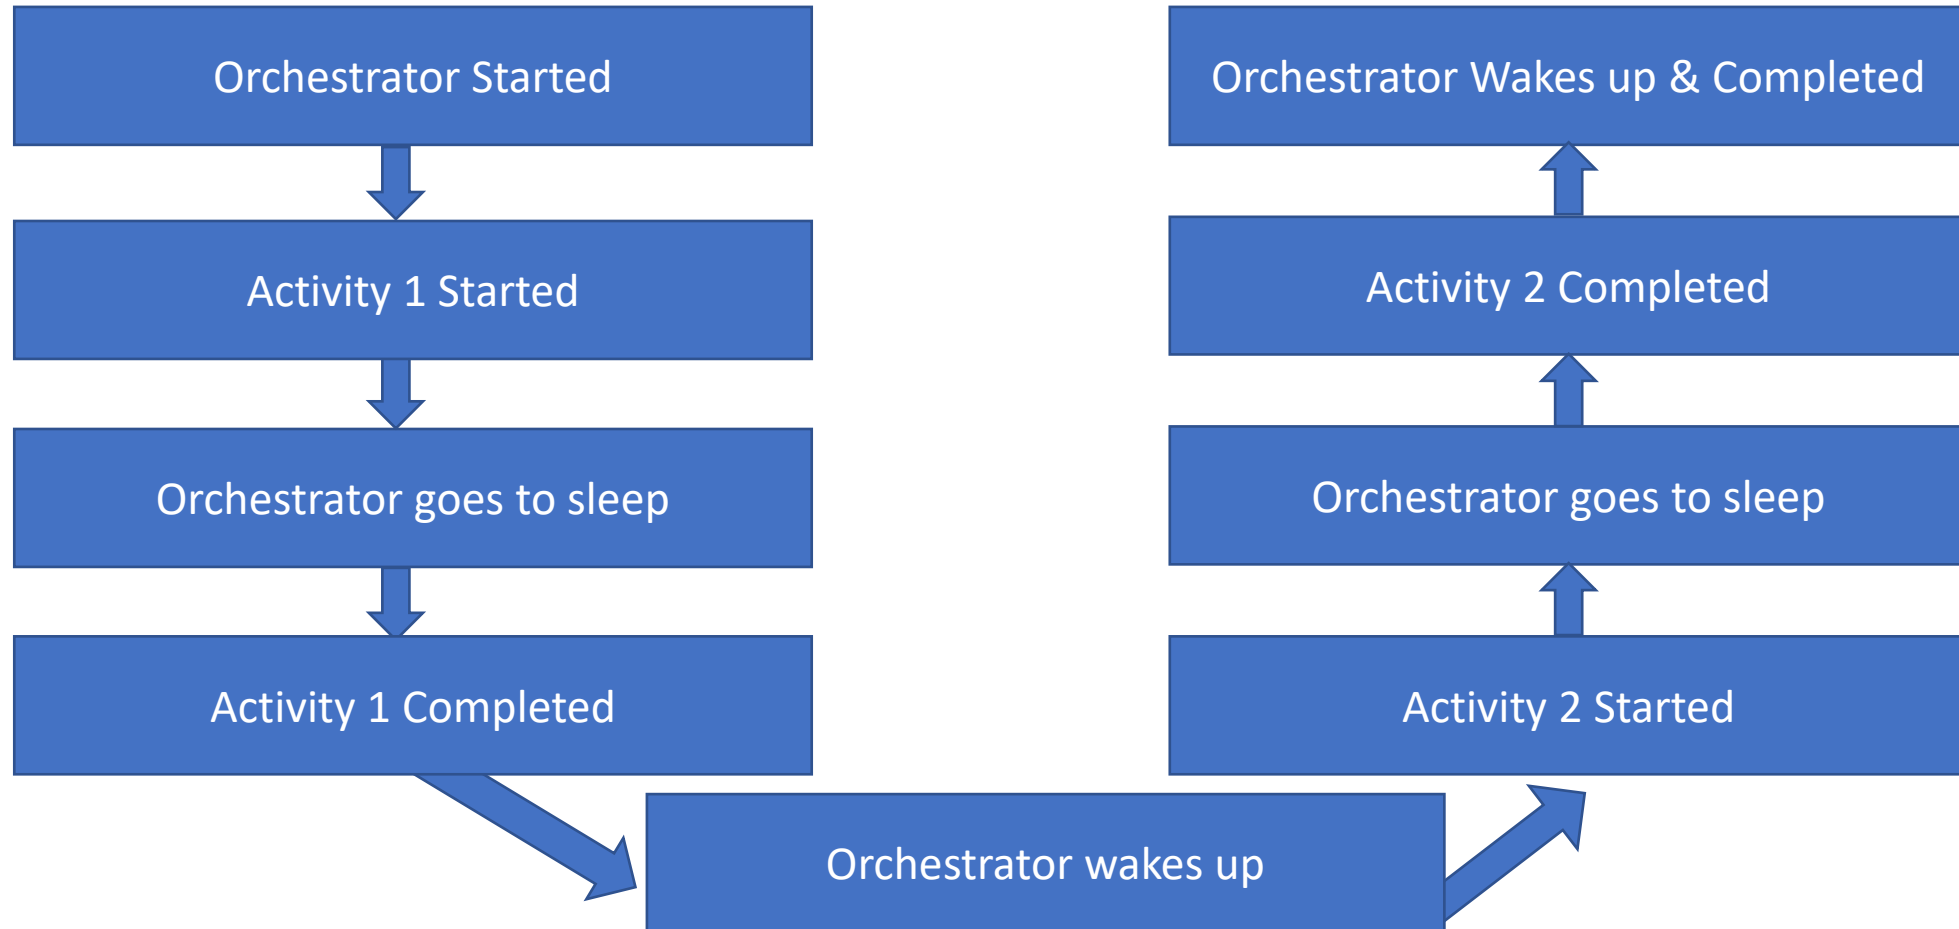 Orchestrator Started
Activity 1 Started
Orchestrator goes to sleep
Activity 1 Completed
Orchestrator wakes up
Activity 2 Started
Orchestrator goes to sleep
Activity 2 Completed
Orchestrator Wakes up & Completed